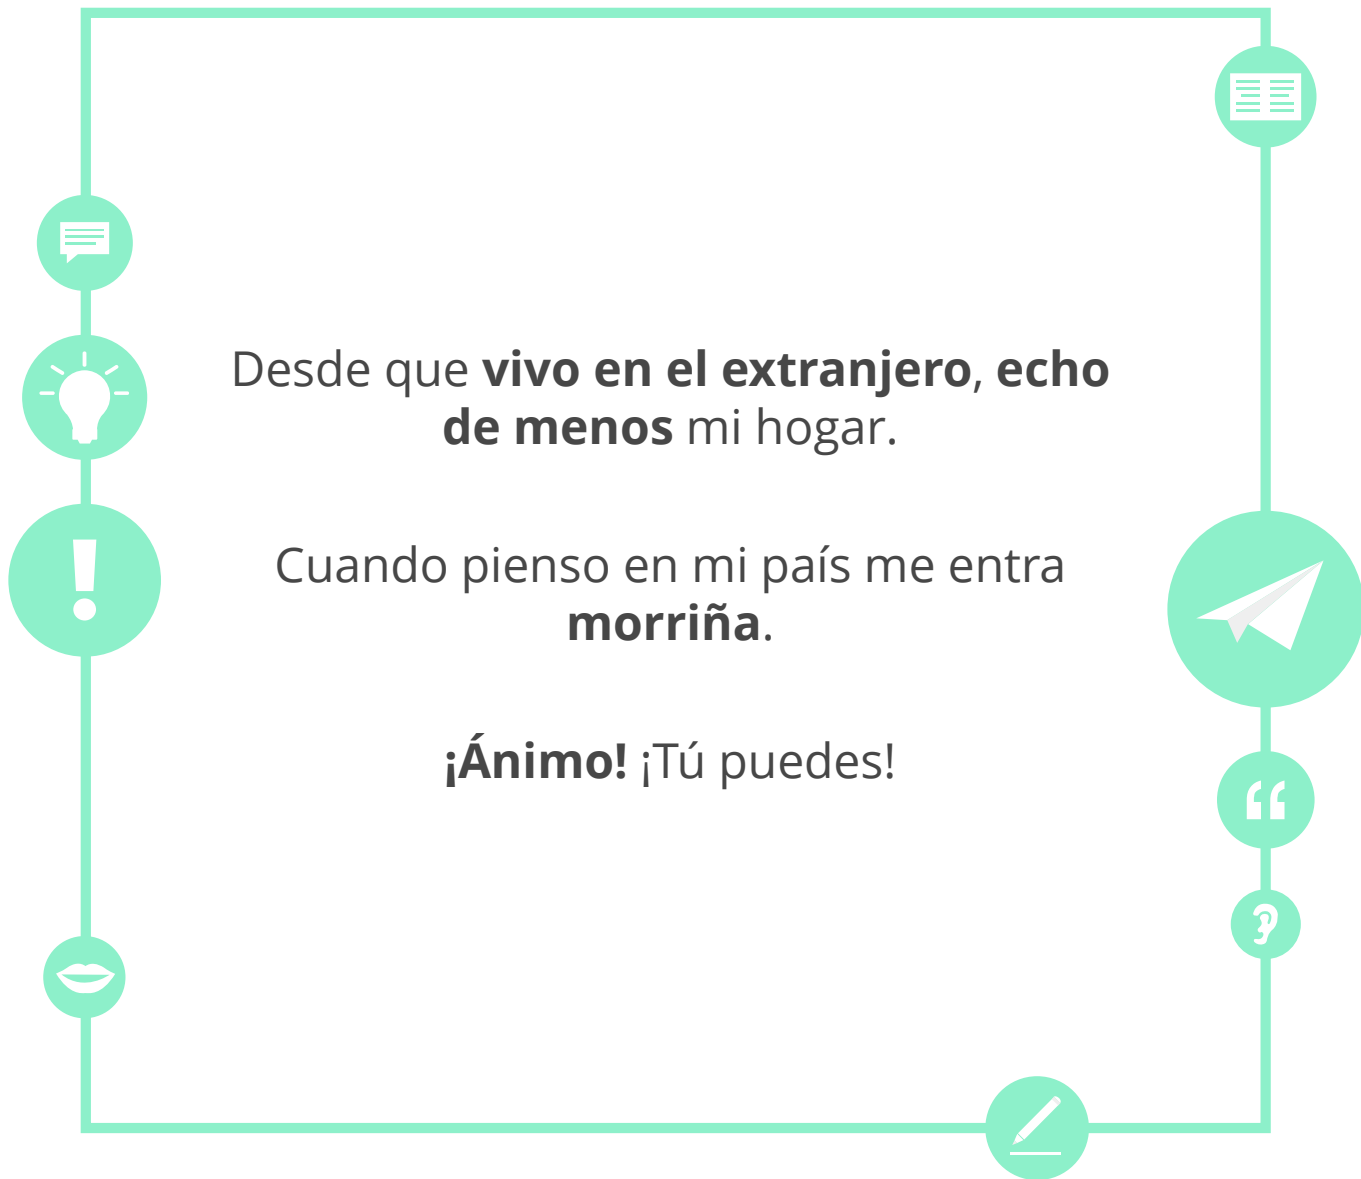 Desde que vivo en el extranjero, echo
de menos mi hogar.
Cuando pienso en mi país me entra
morriña.
¡Ánimo! ¡Tú puedes!